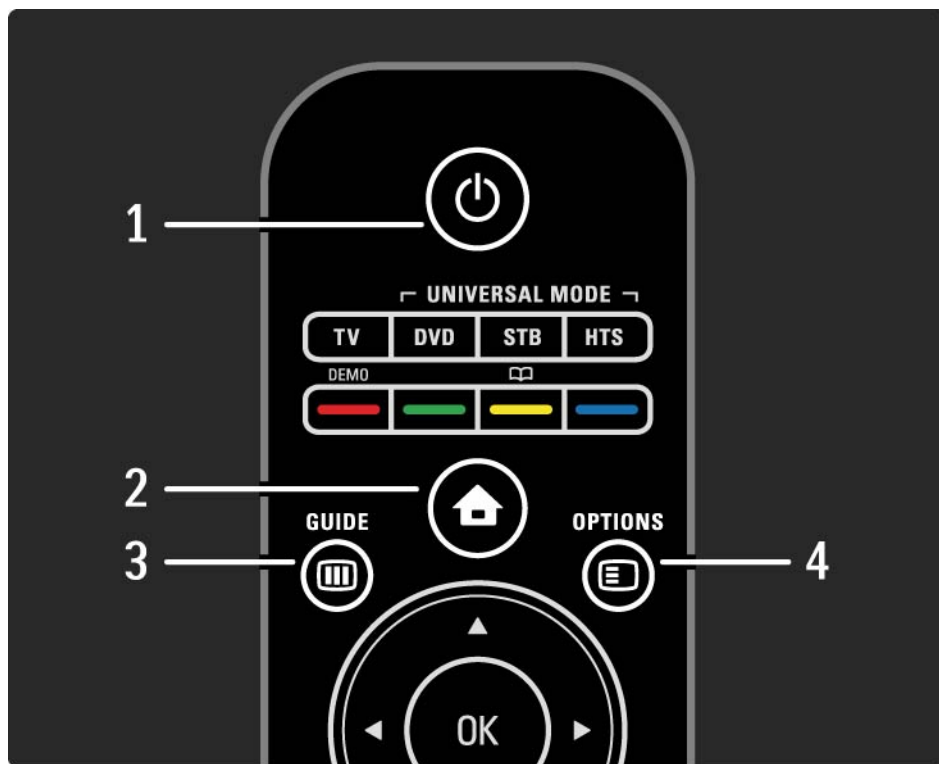 1
UNIVERSAL MODE
TV DVD STB HTS
DEMO
2
GUIDE OPTIONS
3 4
OK